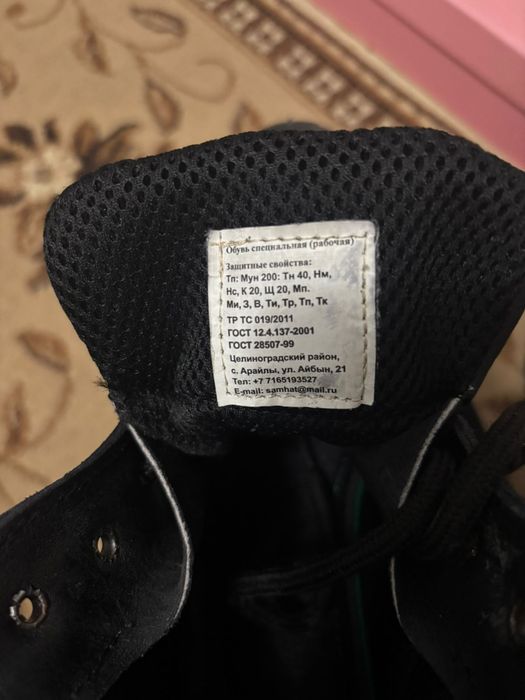 Обувь специальная (рабочая)
Защитные свойства:
Тп: Мун 200: Тн 40, Нм,
Нс, К 20, Щ 20, Мп.
Ми, З, В, Ти, Тр, Тп, Тк
ТР ТС 019/2011
ГОСТ 12.4.137-2001
ГОСТ 28507-99
Целиноградский район,
с. Арайлы, ул. Айбын, 21
Тел: +7 7165193527
E-mail: samhat@mail.ru